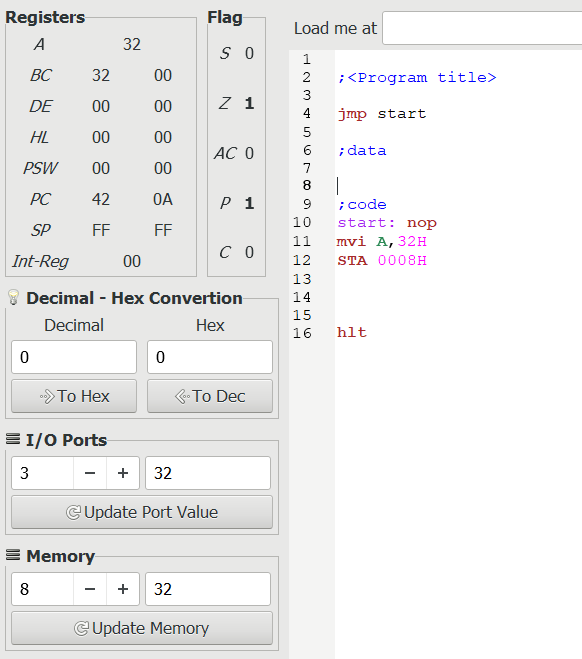 Registers
A 32
BC 32 00
DE 00 00
HL 00 00
PSW 00 00
PC 42 0A
SP FF FF
Int-Reg 00
Flag
S 0
Z 1
AC 0
P 1
C 0
Decimal - Hex Convertion
Decimal Hex
0 0
To Hex To Dec
I/O Ports
3 − + 32
Update Port Value
Memory
8 − + 32
Update Memory
Load me at
1
2 ;<Program title>
3
4 jmp start
5
6 ;data
7
8
9 ;code
10 start: nop
11 mvi A,32H
12 STA 0008H
13
14
15
16 hlt